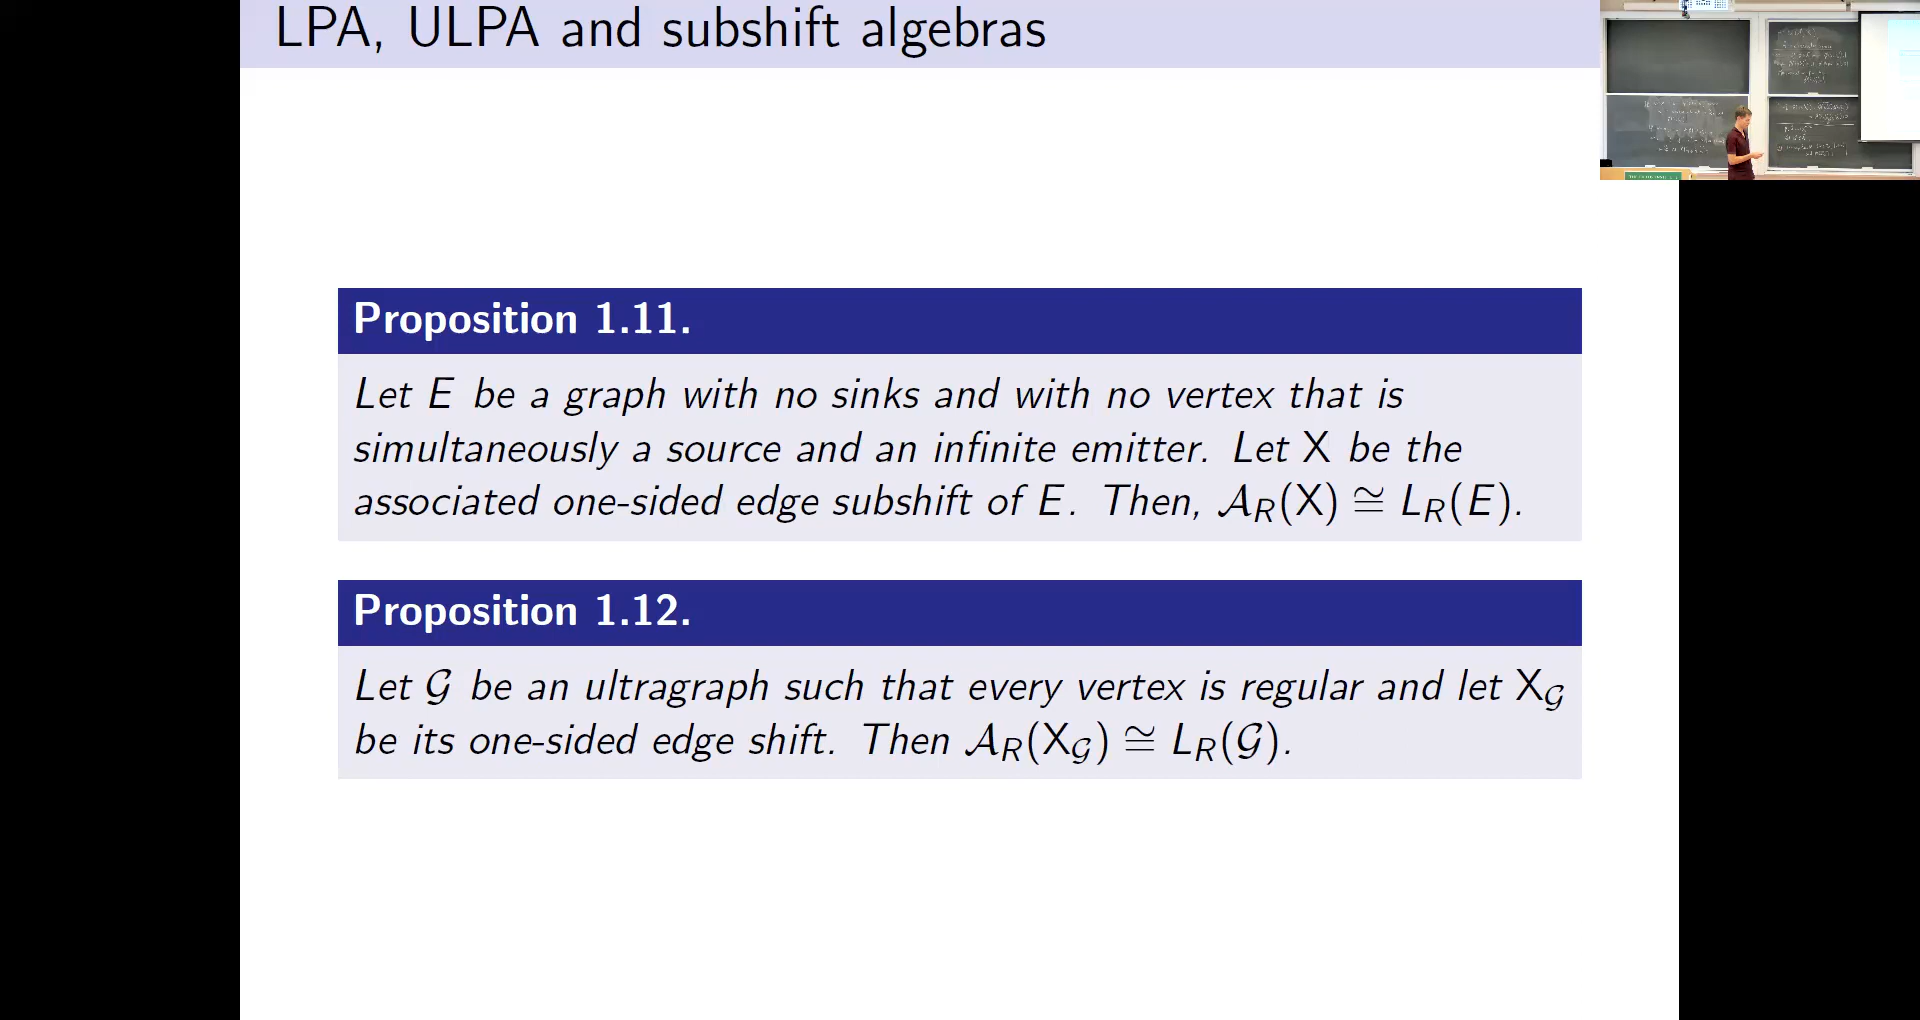 LPA, ULPA and subshift algebras
Proposition 1.11.
Let E be a graph with no sinks and with no vertex that is
simultaneously a source and an infinite emitter. Let X be the
associated one-sided edge subshift of E. Then, 𝒜_R(X) ≅ L_R(E).
Proposition 1.12.
Let 𝒢 be an ultragraph such that every vertex is regular and let X_𝒢
be its one-sided edge shift. Then 𝒜_R(X_𝒢) ≅ L_R(𝒢).